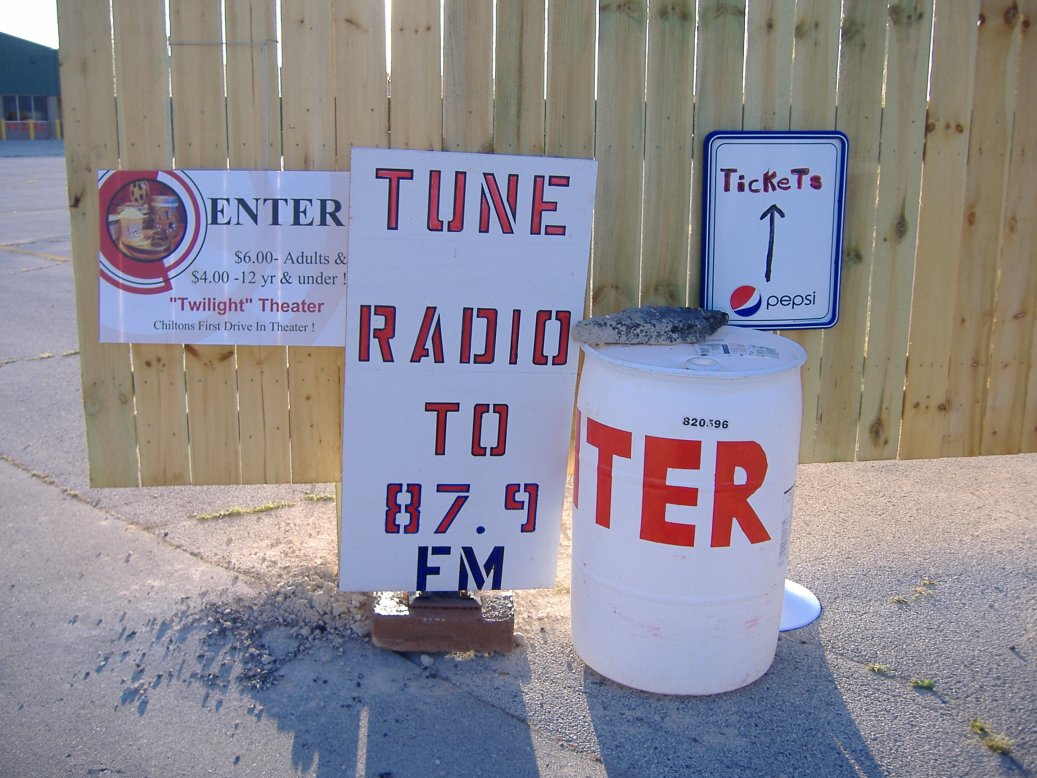 ENTER
$6.00- Adults &
$4.00 -12 yr & under !
"Twilight" Theater
Chiltons First Drive In Theater !
TUNE
RADIO
TO
87.9
FM
TickeTs
pepsi
820596
TER